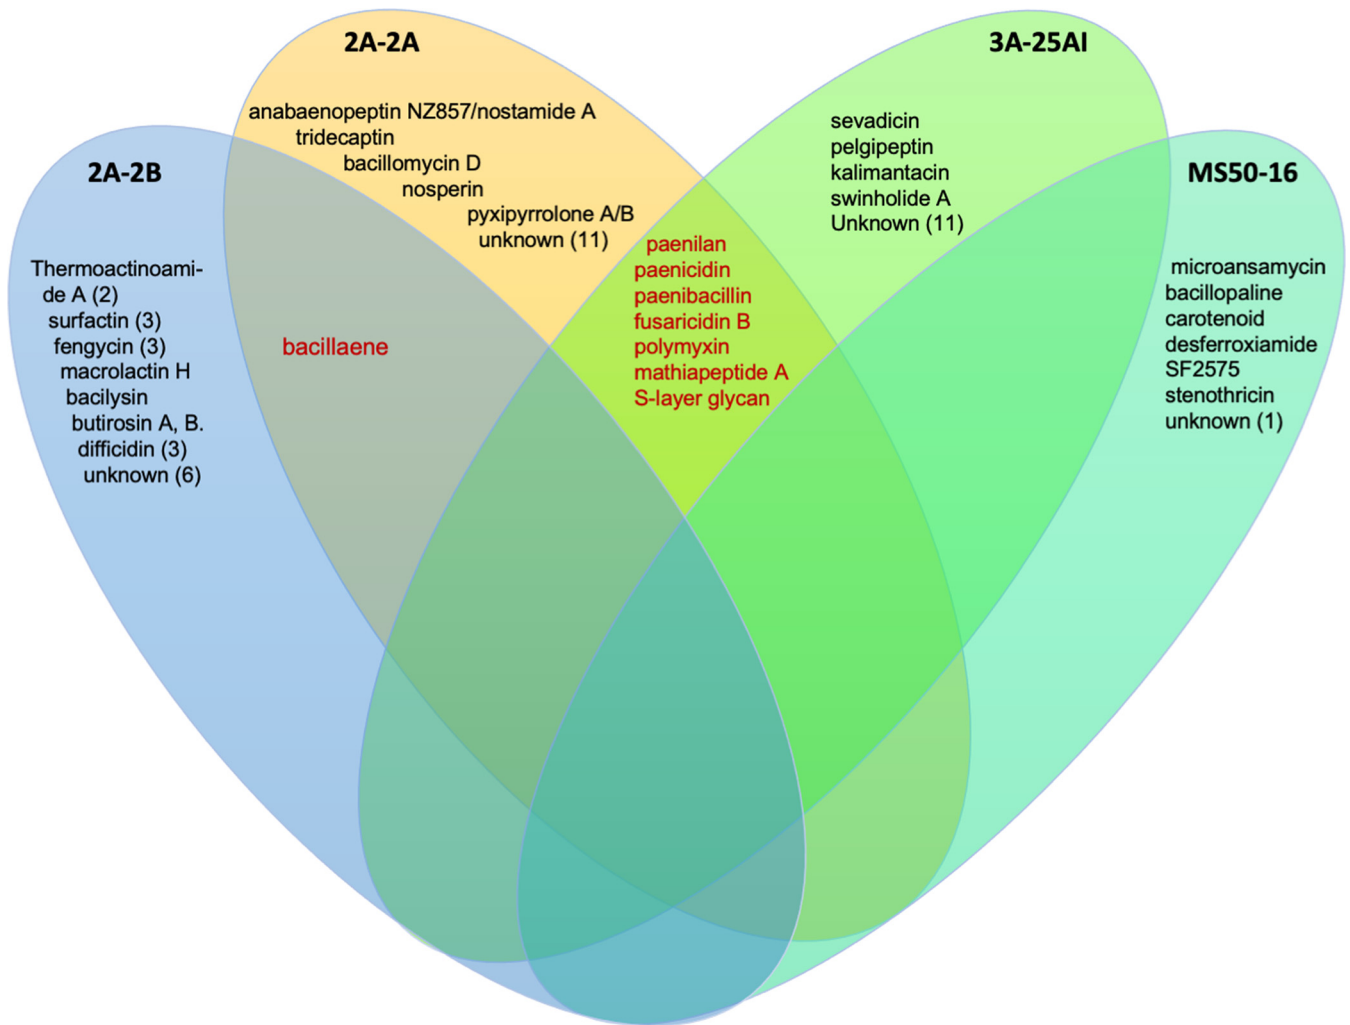 2A-2A
3A-25AI
2A-2B
MS50-16
anabaenopeptin NZ857/nostamide A
tridecaptin
bacillomycin D
nosperin
pyxipyrrolone A/B
unknown (11)
sevadicin
pelgipeptin
kalimantacin
swinholide A
Unknown (11)
Thermoactinoami-
de A (2)
surfactin (3)
fengycin (3)
macrolactin H
bacilysin
butirosin A, B.
difficidin (3)
unknown (6)
bacillaene
paenilan
paenicidin
paenibacillin
fusaricidin B
polymyxin
mathiapeptide A
S-layer glycan
microansamycin
bacillopaline
carotenoid
desferroxiamide
SF2575
stenothricin
unknown (1)